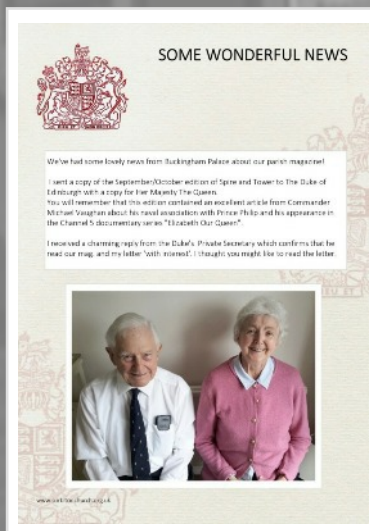 SOME WONDERFUL NEWS
We've had some lovely news from Buckingham Palace about our parish magazine!
I sent a copy of the September/October edition of Spire and Tower to The Duke of
Edinburgh with a copy for Her Majesty The Queen.
You will remember that this edition contained an excellent article from Commander
Michael Vaughan about his naval association with Prince Philip and his appearance in
the Channel 5 documentary series "Elizabeth Our Queen".
I received a charming reply from the Duke's Private Secretary which confirms that he
read our mag. and my letter 'with interest'. I thought you might like to read the letter.